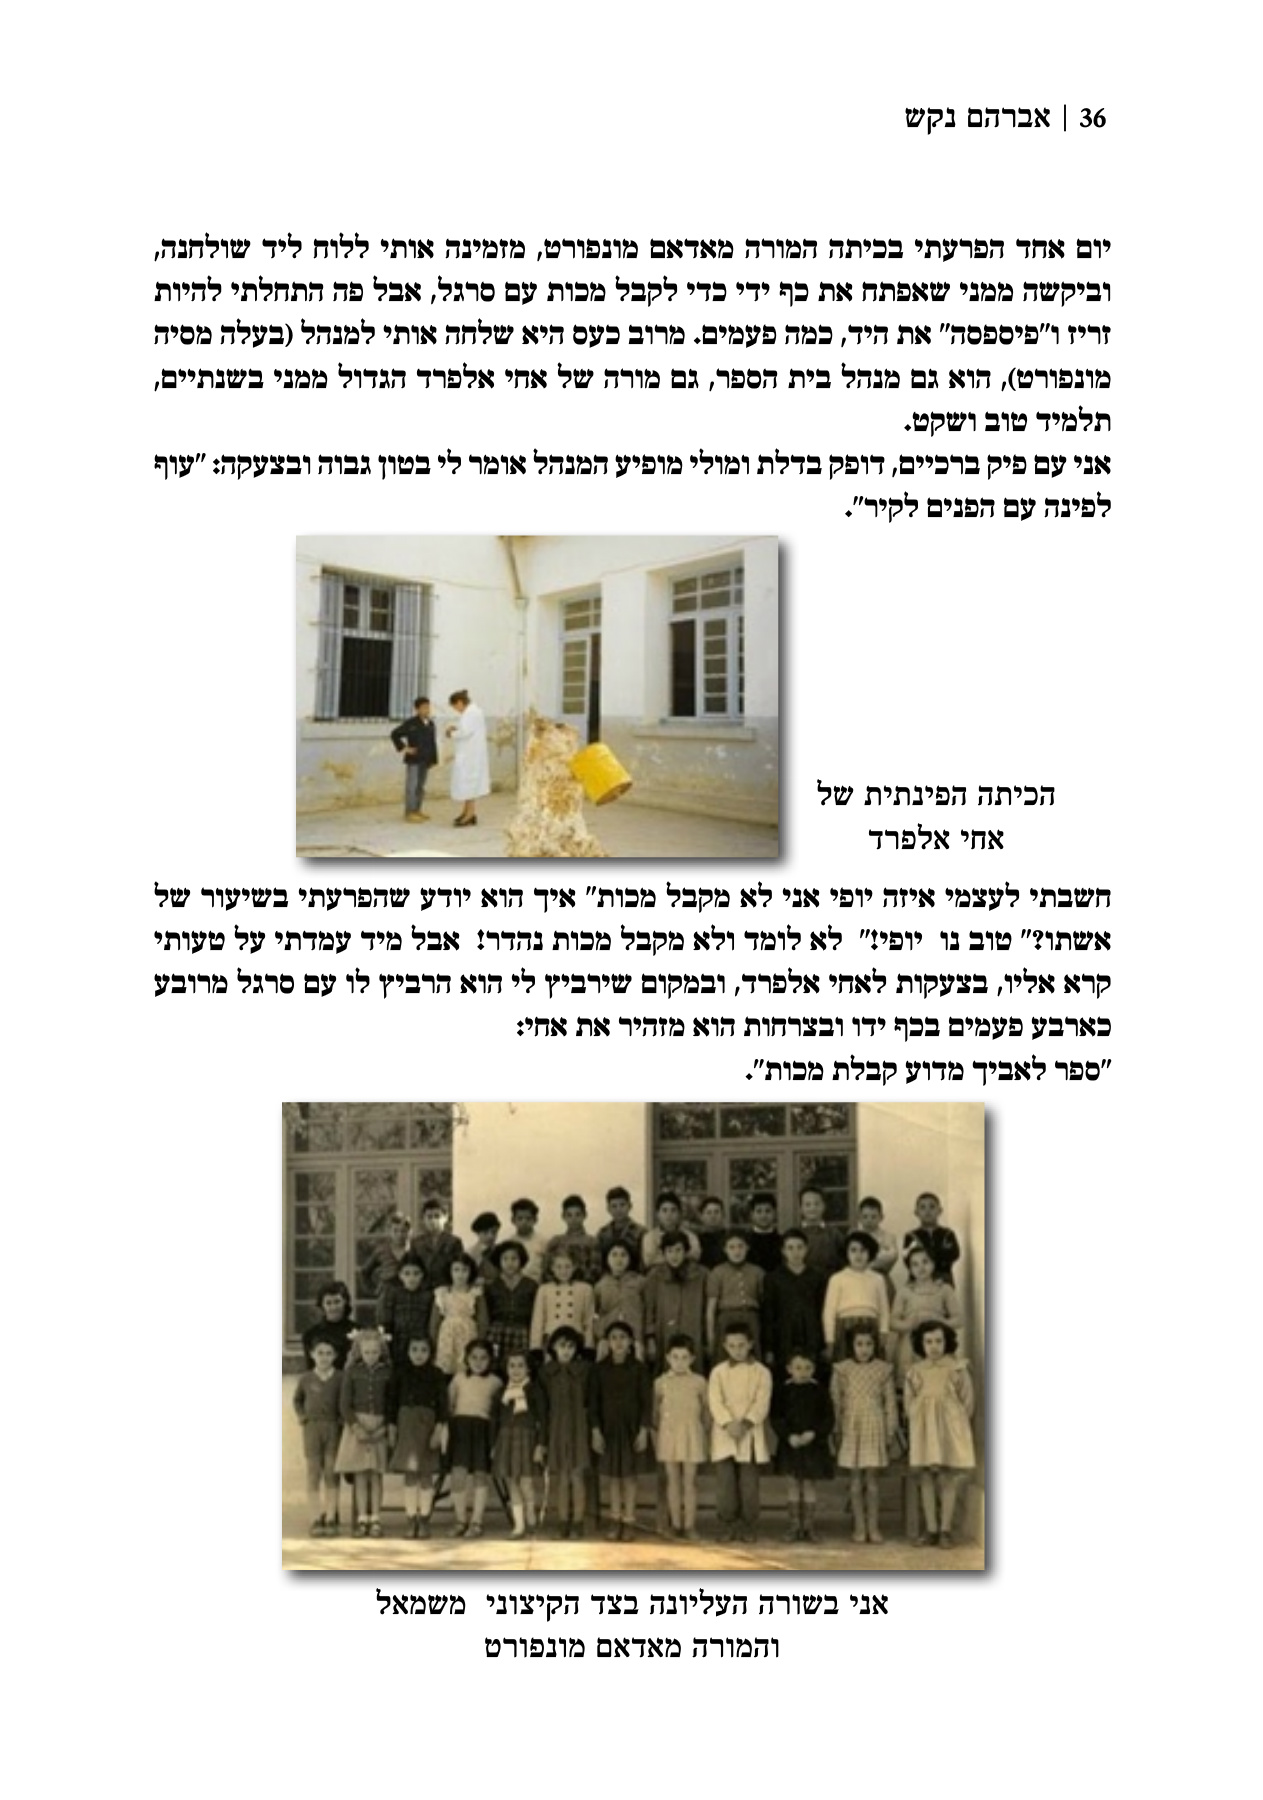 36 | אברהם נקש
יום אחד הפרעתי בכיתה המורה מאדאם מונפורט, מזמינה אותי ללוח ליד שולחנה,
וביקשה ממני שאפתח את כף ידי כדי לקבל מכות עם סרגל, אבל פה התחלתי להיות
זריז ו"פיספסה" את היד, כמה פעמים. מרוב כעס היא שלחה אותי למנהל (בעלה מסיה
מונפורט), הוא גם מנהל בית הספר, גם מורה של אחי אלפרד הגדול ממני בשנתיים,
תלמיד טוב ושקט.
אני עם פיק ברכיים, דופק בדלת ומולי מופיע המנהל אומר לי בטון גבוה ובצעקה: "עוף
לפינה עם הפנים לקיר".
הכיתה הפינתית של
אחי אלפרד
חשבתי לעצמי איזה יופי אני לא מקבל מכות" איך הוא יודע שהפרעתי בשיעור של
אשתו?" טוב נו  יופי!"  לא לומד ולא מקבל מכות נהדר!  אבל מיד עמדתי על טעותי
קרא אליו, בצעקות לאחי אלפרד, ובמקום שירביץ לי הוא הרביץ לו עם סרגל מרובע
כארבע פעמים בכף ידו ובצרחות הוא מזהיר את אחי:
"ספר לאביך מדוע קבלת מכות".
אני בשורה העליונה בצד הקיצוני  משמאל
והמורה מאדאם מונפורט